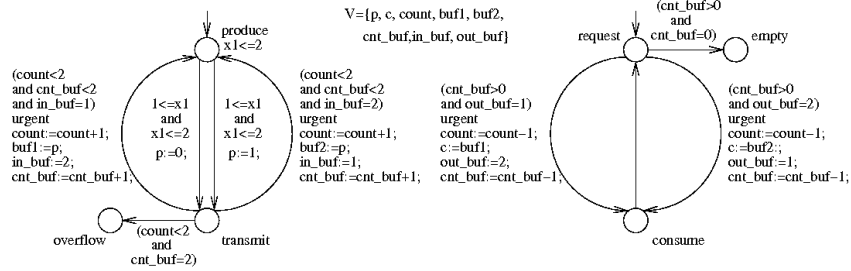 produce
x1<=2
V={p, c, count, buf1, buf2,
cnt_buf,in_buf, out_buf}
request
(cnt_buf>0
and
cnt_buf=0)
empty
(count<2
and cnt_buf<2
and in_buf=1)
urgent
count:=count+1;
buf1:=p;
in_buf:=2;
cnt_buf:=cnt_buf+1;
1<=x1
and
x1<=2
p:=0;
1<=x1
and
x1<=2
p:=1;
(count<2
and cnt_buf<2
and in_buf=2)
urgent
count:=count+1;
buf2:=p;
in_buf:=1;
cnt_buf:=cnt_buf+1;
(cnt_buf>0
and out_buf=1)
urgent
count:=count-1;
c:=buf1;
out_buf:=2;
cnt_buf:=cnt_buf-1;
(cnt_buf>0
and out_buf=2)
urgent
count:=count-1;
c:=buf2:;
out_buf:=1;
cnt_buf:=cnt_buf-1;
overflow
(count<2
and
cnt_buf=2)
transmit
consume